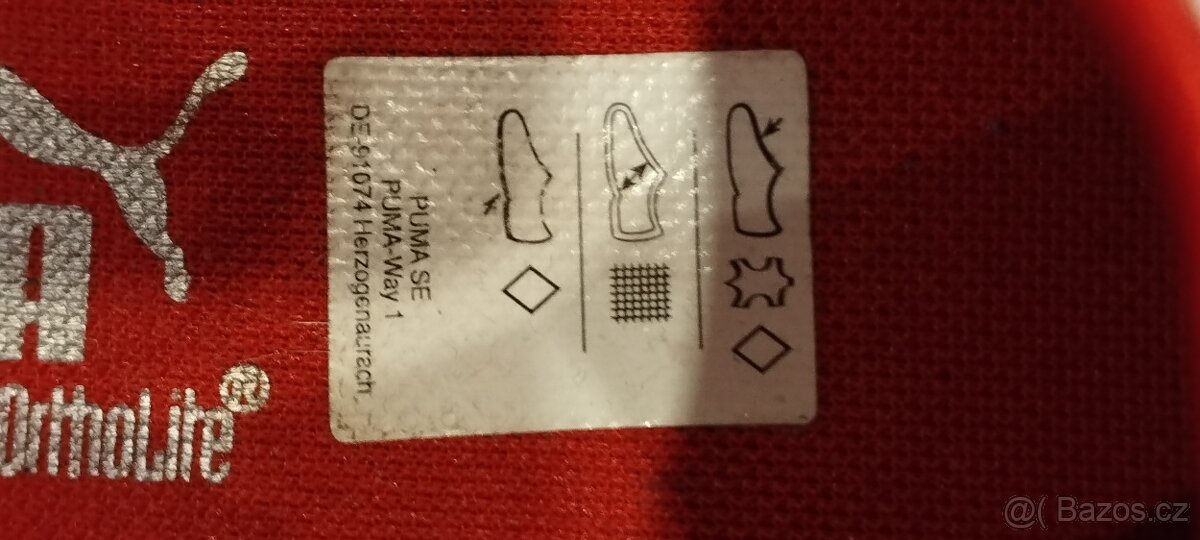 A
OrthoLite®
PUMA SE
PUMA-Way 1
DE-91074 Herzogenaurach
@( Bazos.cz